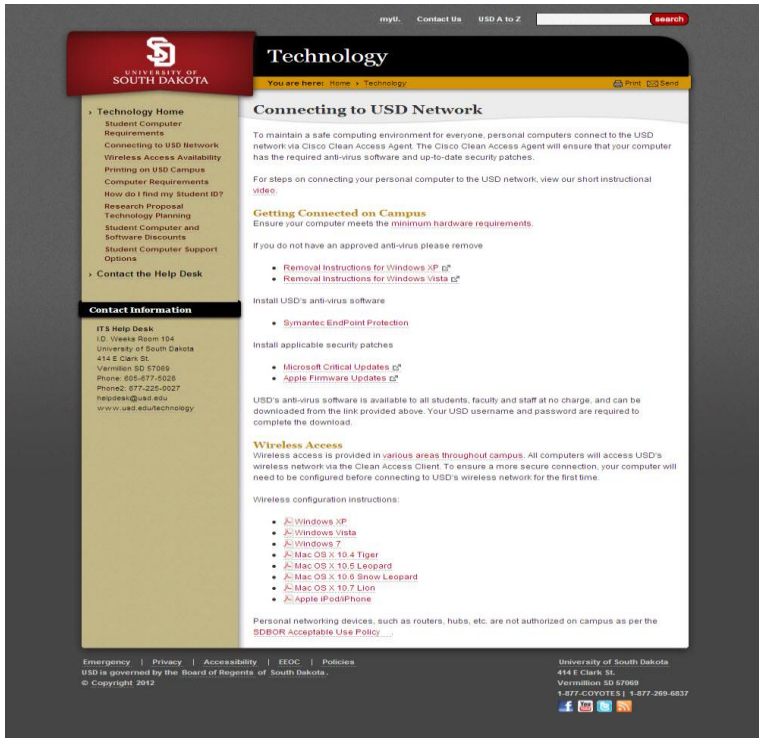 myU. Contact Us USD A to Z search
UNIVERSITY OF
SOUTH DAKOTA
Technology
You are here: Home > Technology
Print Send
› Technology Home
Student Computer
Requirements
Connecting to USD Network
Wireless Access Availability
Printing on USD Campus
Computer Requirements
How do I find my Student ID?
Research Proposal
Technology Planning
Student Computer and
Software Discounts
Student Computer Support
Options
› Contact the Help Desk
Contact Information
ITS Help Desk
I.D. Weeks Room 104
University of South Dakota
414 E Clark St.
Vermillion SD 57069
Phone: 605-677-5028
Phone2: 877-225-0027
helpdesk@usd.edu
www.usd.edu/technology
Connecting to USD Network
To maintain a safe computing environment for everyone, personal computers connect to the USD
network via Cisco Clean Access Agent. The Cisco Clean Access Agent will ensure that your computer
has the required anti-virus software and up-to-date security patches.
For steps on connecting your personal computer to the USD network, view our short instructional
video.
Getting Connected on Campus
Ensure your computer meets the minimum hardware requirements.
If you do not have an approved anti-virus please remove
• Removal Instructions for Windows XP
• Removal Instructions for Windows Vista
Install USD's anti-virus software
• Symantec EndPoint Protection
Install applicable security patches
• Microsoft Critical Updates
• Apple Firmware Updates
USD's anti-virus software is available to all students, faculty and staff at no charge, and can be
downloaded from the link provided above. Your USD username and password are required to
complete the download.
Wireless Access
Wireless access is provided in various areas throughout campus. All computers will access USD's
wireless network via the Clean Access Client. To ensure a more secure connection, your computer will
need to be configured before connecting to USD's wireless network for the first time.
Wireless configuration instructions:
• Windows XP
• Windows Vista
• Windows 7
• Mac OS X 10.4 Tiger
• Mac OS X 10.5 Leopard
• Mac OS X 10.6 Snow Leopard
• Mac OS X 10.7 Lion
• Apple iPod/iPhone
Personal networking devices, such as routers, hubs, etc. are not authorized on campus as per the
SDBOR Acceptable Use Policy .
Emergency | Privacy | Accessibility | EEOC | Policies
USD is governed by the Board of Regents of South Dakota.
© Copyright 2012
University of South Dakota
414 E Clark St.
Vermillion SD 57069
1-877-COYOTES | 1-877-269-6837